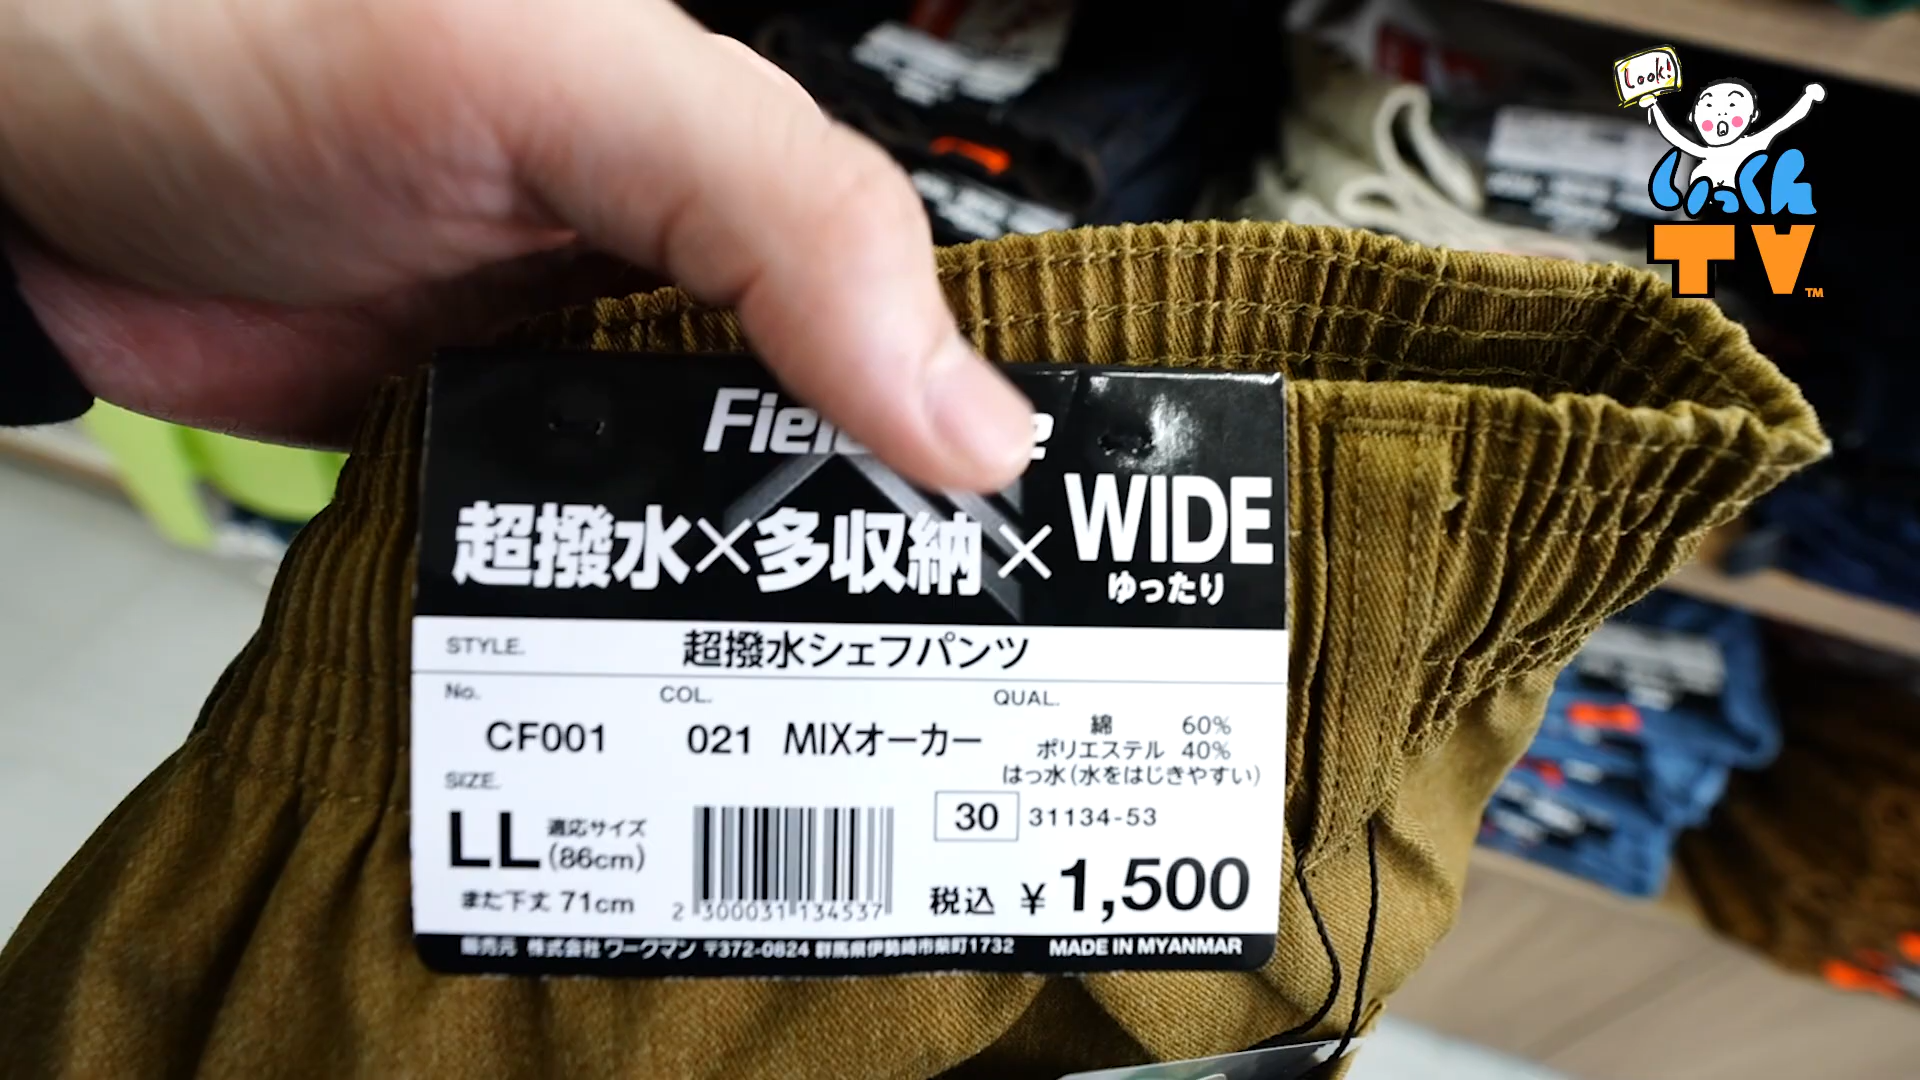 Look!
Look
TV
TM
超撥水×多収納×WIDE
ゆったり
STYLE. 超撥水シェフパンツ
No. COL. QUAL.
CF001 021 MIXオーカー
綿 60%
ポリエステル 40%
はっ水(水をはじきやすい)
SIZE.
LL 適応サイズ
(86cm)
また下丈 71cm
2 300031 134537
30 31134-53
税込 ¥1,500
販売元 株式会社ワークマン 〒372-0824 群馬県伊勢崎市柴町1732 MADE IN MYANMAR